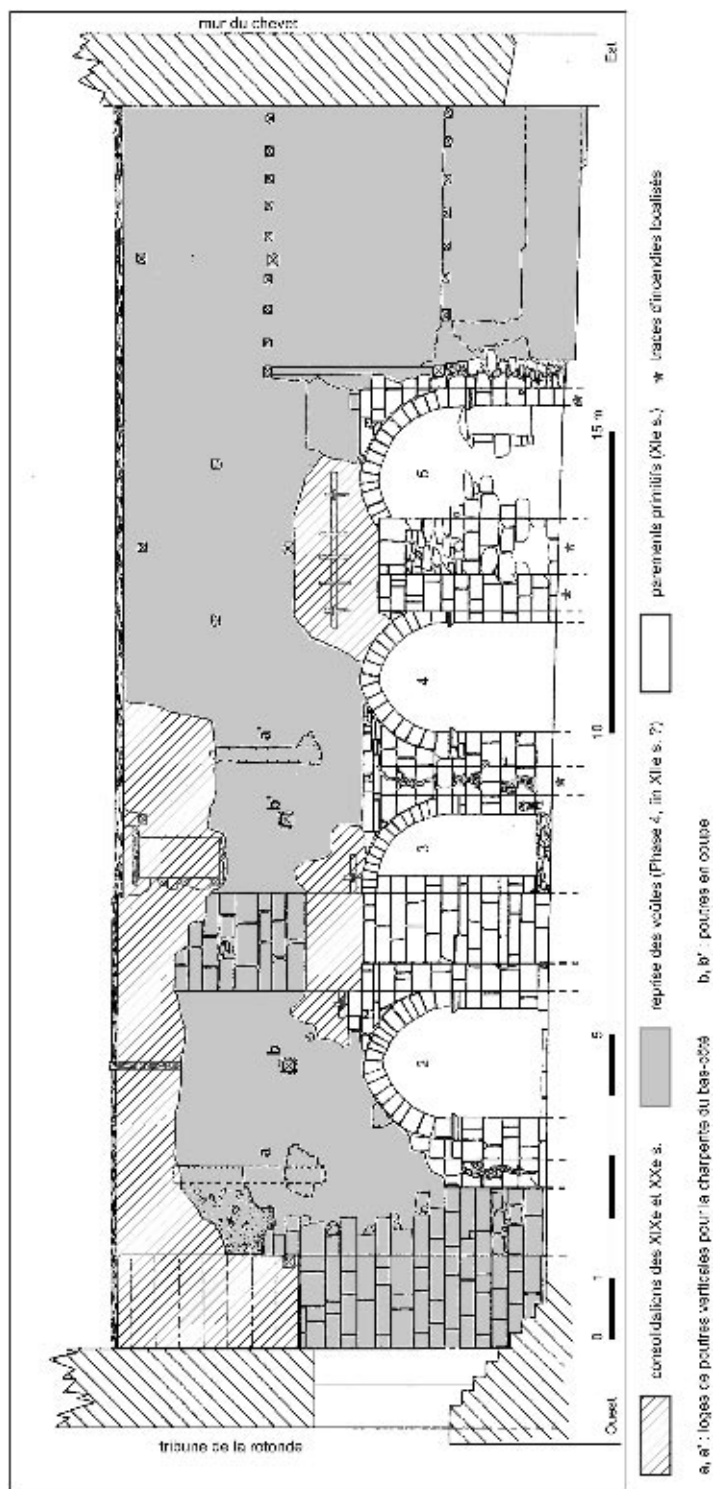 mur du chevet
tribune de la rotonde
Ouest
Est
a
a'
b
b'
2
3
4
5
0
1
5
10
15 m
consolidations des XIXe et XXe s.
reprise des voûtes (Phase 4, fin XIIe s. ?)
parements primitifs (XIe s.)
* traces d'incendies localisés
a, a' : loges de poutres verticales pour la charpente du bas-côté
b, b' : poutres en coupe